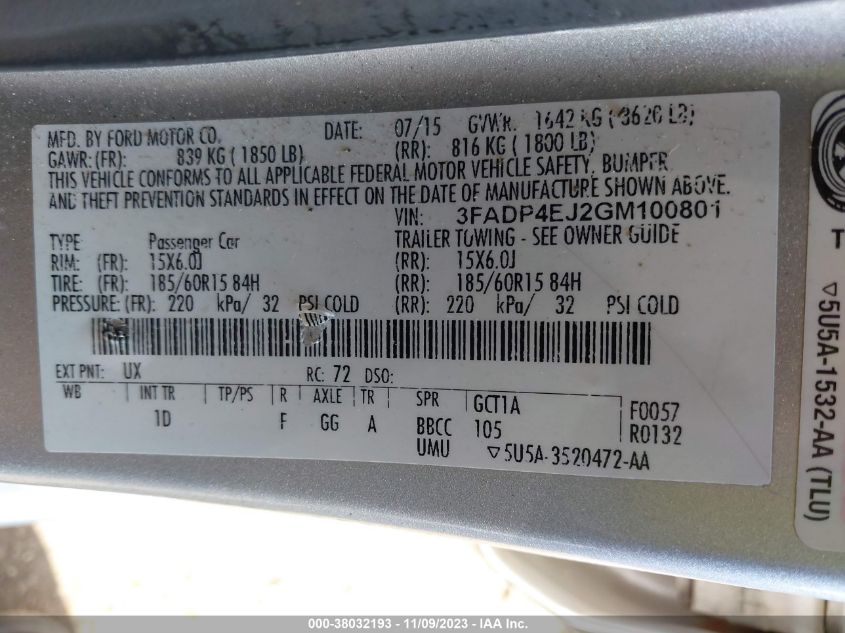 MFD. BY FORD MOTOR CO. DATE: 07/15 GVWR: 1642 KG ( 3620 LB)
GAWR: (FR): 839 KG ( 1850 LB) (RR): 816 KG ( 1800 LB)
THIS VEHICLE CONFORMS TO ALL APPLICABLE FEDERAL MOTOR VEHICLE SAFETY, BUMPER,
AND THEFT PREVENTION STANDARDS IN EFFECT ON THE DATE OF MANUFACTURE SHOWN ABOVE.
VIN: 3FADP4EJ2GM100801
TYPE Passenger Car TRAILER TOWING - SEE OWNER GUIDE
RIM: (FR): 15X6.0J (RR): 15X6.0J
TIRE: (FR): 185/60R15 84H (RR): 185/60R15 84H
PRESSURE: (FR): 220 kPa/ 32 PSI COLD (RR): 220 kPa/ 32 PSI COLD
EXT PNT: UX RC: 72 DSO:
WB INT TR TP/PS R AXLE TR SPR GCT1A F0057
1D F GG A BBCC 105 R0132
UMU ▽5U5A-3520472-AA
T
▽5U5A-1532-AA (TLU)
000-38032193 - 11/09/2023 - IAA Inc.